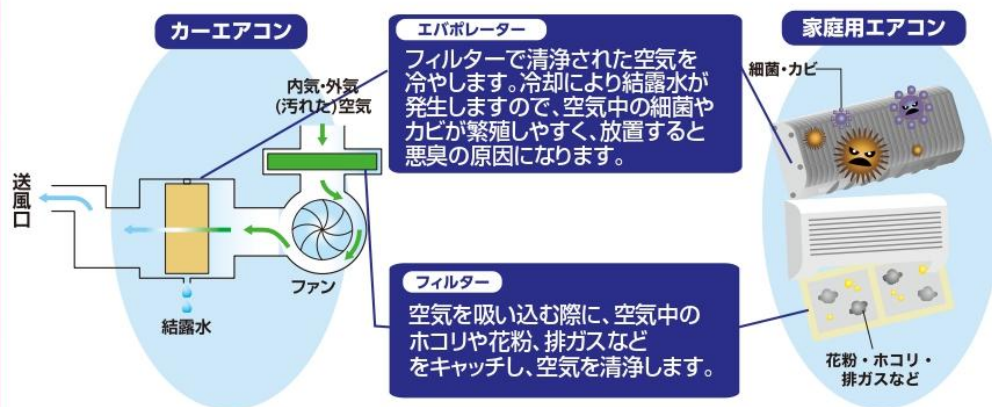 カーエアコン
内気・外気
(汚れた)空気
送風口
ファン
結露水
エバポレーター
フィルターで清浄された空気を
冷やします。冷却により結露水が
発生しますので、空気中の細菌や
カビが繁殖しやすく、放置すると
悪臭の原因になります。
フィルター
空気を吸い込む際に、空気中の
ホコリや花粉、排ガスなど
をキャッチし、空気を清浄します。
家庭用エアコン
細菌・カビ
花粉・ホコリ・
排ガスなど